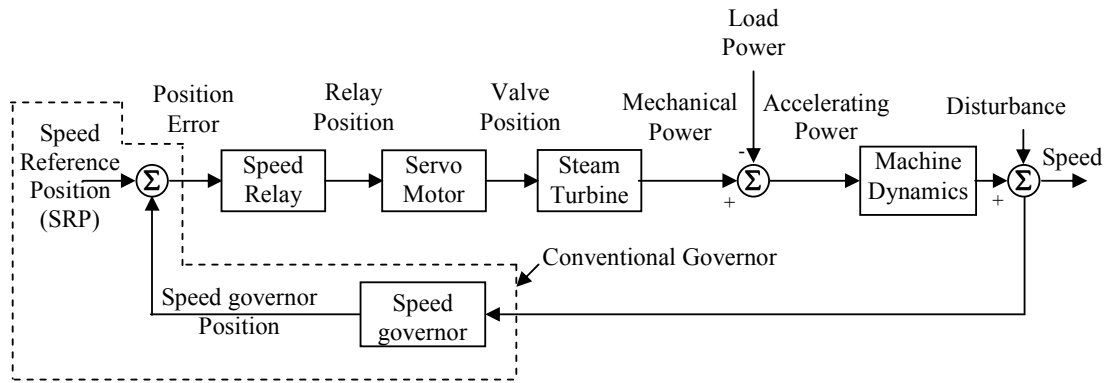 Load
Power
Position
Error
Relay
Position
Valve
Position
Mechanical
Power
Accelerating
Power
Disturbance
Speed
Reference
Position
(SRP)
Σ
Speed
Relay
Servo
Motor
Steam
Turbine
-
+
Σ
Machine
Dynamics
+
Σ
Speed
Conventional Governor
Speed governor
Position
Speed
governor